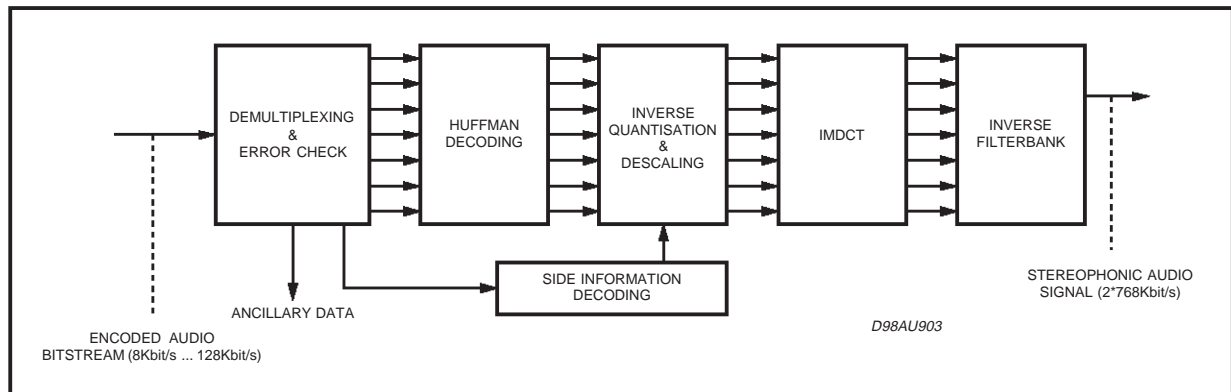 DEMULTIPLEXING
&
ERROR CHECK
HUFFMAN
DECODING
INVERSE
QUANTISATION
&
DESCALING
IMDCT
INVERSE
FILTERBANK
SIDE INFORMATION
DECODING
ANCILLARY DATA
ENCODED AUDIO
BITSTREAM (8Kbit/s ... 128Kbit/s)
STEREOPHONIC AUDIO
SIGNAL (2*768Kbit/s)
D98AU903